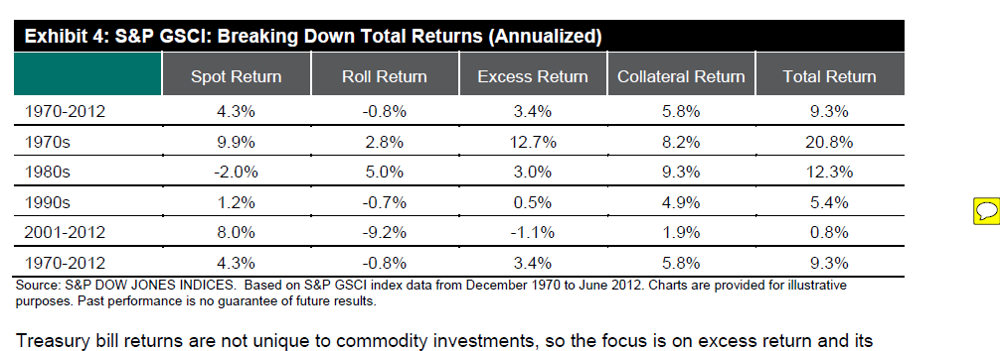 Exhibit 4: S&P GSCI: Breaking Down Total Returns (Annualized)
Spot Return Roll Return Excess Return Collateral Return Total Return
1970-2012 4.3% -0.8% 3.4% 5.8% 9.3%
1970s 9.9% 2.8% 12.7% 8.2% 20.8%
1980s -2.0% 5.0% 3.0% 9.3% 12.3%
1990s 1.2% -0.7% 0.5% 4.9% 5.4%
2001-2012 8.0% -9.2% -1.1% 1.9% 0.8%
1970-2012 4.3% -0.8% 3.4% 5.8% 9.3%
Source: S&P DOW JONES INDICES. Based on S&P GSCI index data from December 1970 to June 2012. Charts are provided for illustrative
purposes. Past performance is no guarantee of future results.
Treasury bill returns are not unique to commodity investments, so the focus is on excess return and its